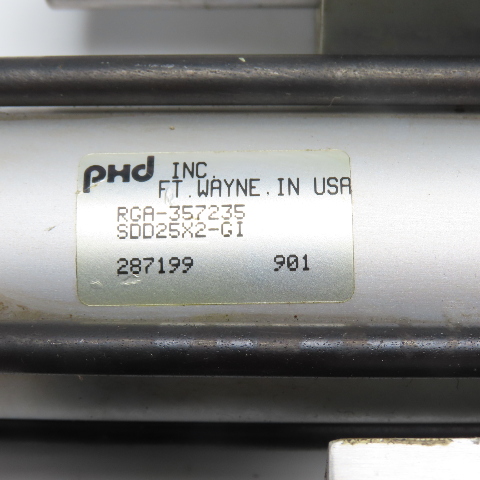 PHD INC.
FT. WAYNE. IN USA
RGA-357235
SDD25X2-GI
287199 901